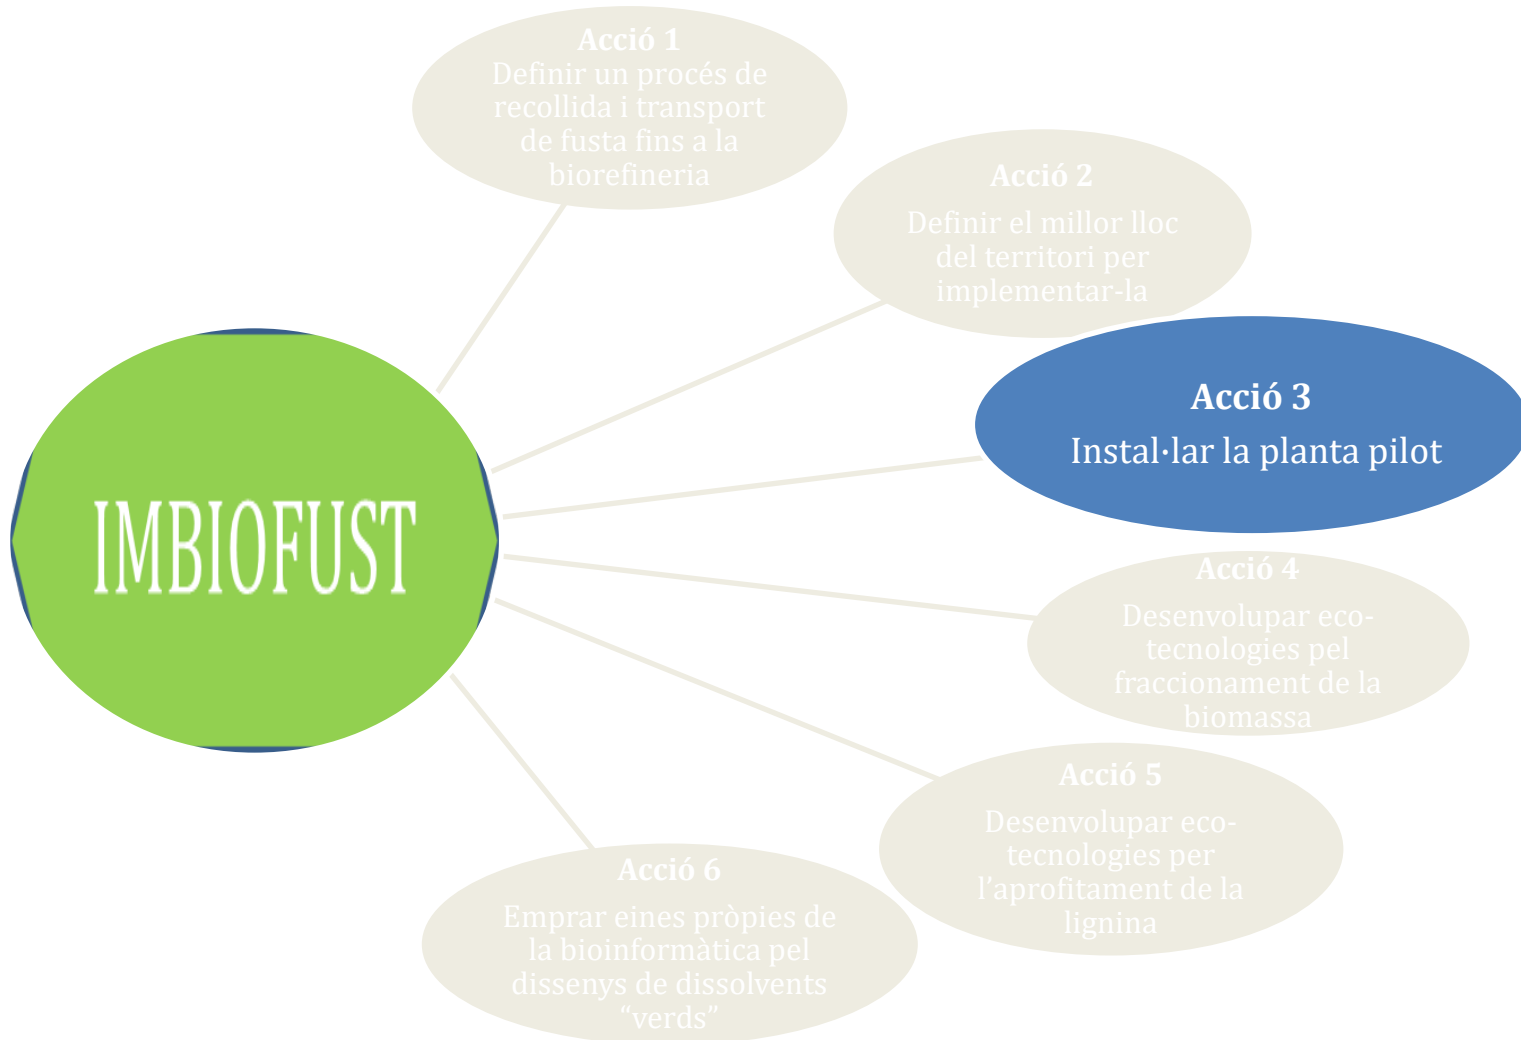 Acció 1
Definir un procés de
recollida i transport
de fusta fins a la
biorefineria
Acció 2
Definir el millor lloc
del territori per
implementar-la
Acció 3
Instal·lar la planta pilot
IMBIOFUST
Acció 4
Desenvolupar eco-
tecnologies pel
fraccionament de la
biomassa
Acció 5
Desenvolupar eco-
tecnologies per
l’aprofitament de la
lignina
Acció 6
Emprar eines pròpies de
la bioinformàtica pel
dissenys de dissolvents
“verds”